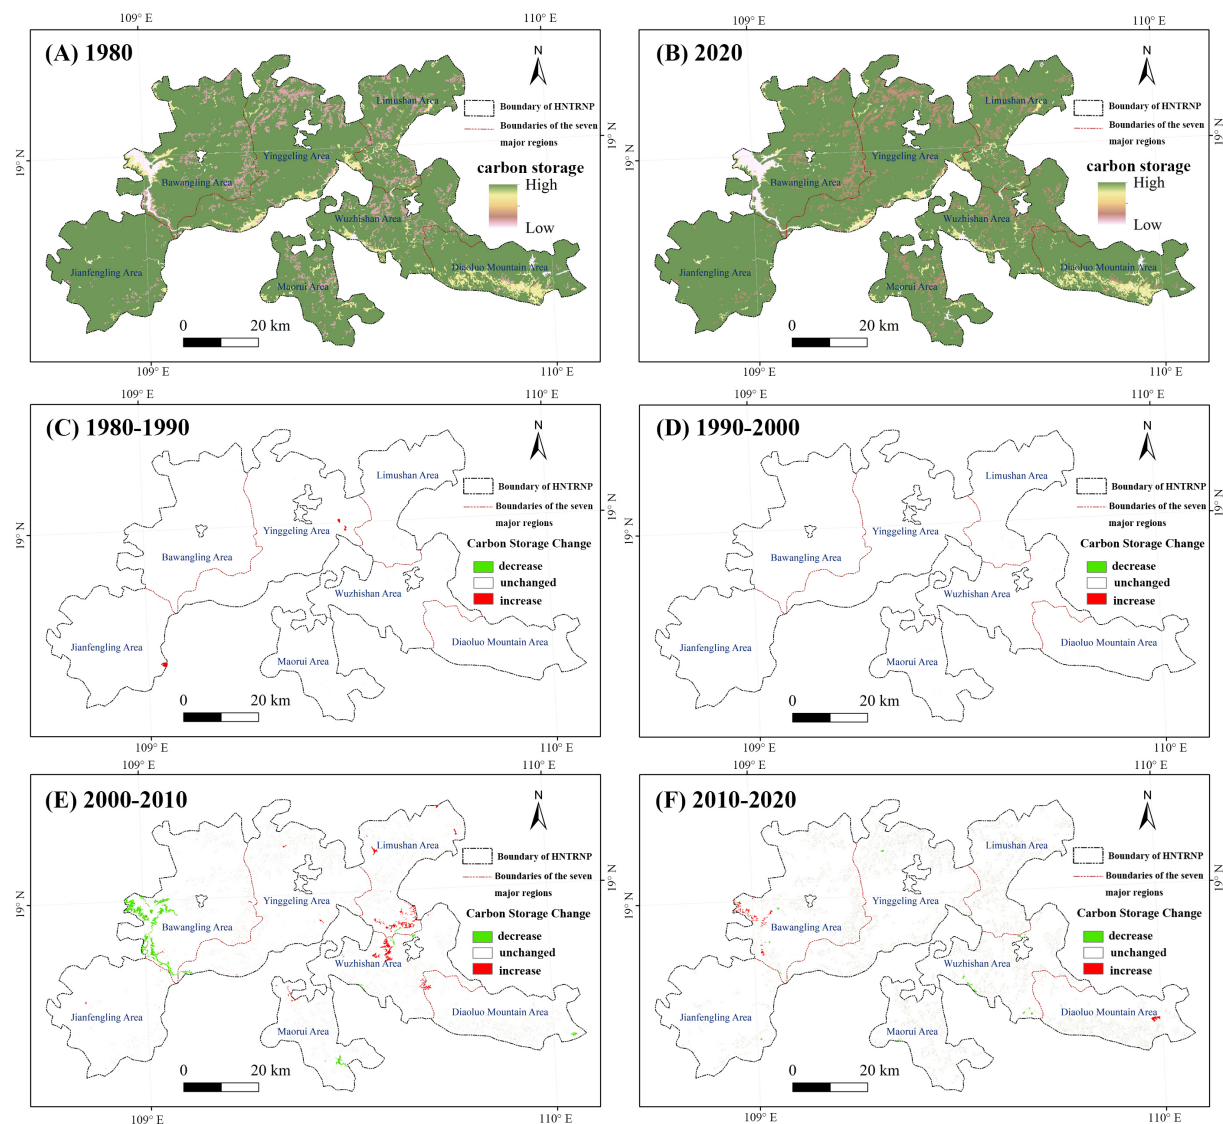 109° E
110° E
109° E
110° E
(A) 1980
N
Boundary of HNTRNP
Boundaries of the seven
major regions
carbon storage
High
Low
Limushan Area
Yinggeling Area
Bawangling Area
Wuzhishan Area
Jianfengling Area
Diaoluo Mountain Area
Maorui Area
0
20 km
19° N
19° N
(B) 2020
N
Boundary of HNTRNP
Boundaries of the seven
major regions
carbon storage
High
Low
Limushan Area
Yinggeling Area
Bawangling Area
Wuzhishan Area
Jianfengling Area
Diaoluo Mountain Area
Maorui Area
0
20 km
19° N
109° E
110° E
109° E
110° E
109° E
110° E
109° E
110° E
(C) 1980-1990
N
Boundary of HNTRNP
Boundaries of the seven
major regions
Carbon Storage Change
decrease
unchanged
increase
Limushan Area
Yinggeling Area
Bawangling Area
Wuzhishan Area
Jianfengling Area
Diaoluo Mountain Area
Maorui Area
0
20 km
19° N
19° N
(D) 1990-2000
N
Boundary of HNTRNP
Boundaries of the seven
major regions
Carbon Storage Change
decrease
unchanged
increase
Limushan Area
Yinggeling Area
Bawangling Area
Wuzhishan Area
Jianfengling Area
Diaoluo Mountain Area
Maorui Area
0
20 km
19° N
19° N
109° E
110° E
109° E
110° E
109° E
110° E
109° E
110° E
(E) 2000-2010
N
Boundary of HNTRNP
Boundaries of the seven
major regions
Carbon Storage Change
decrease
unchanged
increase
Limushan Area
Yinggeling Area
Bawangling Area
Wuzhishan Area
Jianfengling Area
Diaoluo Mountain Area
Maorui Area
0
20 km
19° N
19° N
(F) 2010-2020
N
Boundary of HNTRNP
Boundaries of the seven
major regions
Carbon Storage Change
decrease
unchanged
increase
Limushan Area
Yinggeling Area
Bawangling Area
Wuzhishan Area
Jianfengling Area
Diaoluo Mountain Area
Maorui Area
0
20 km
19° N
19° N
109° E
110° E
109° E
110° E